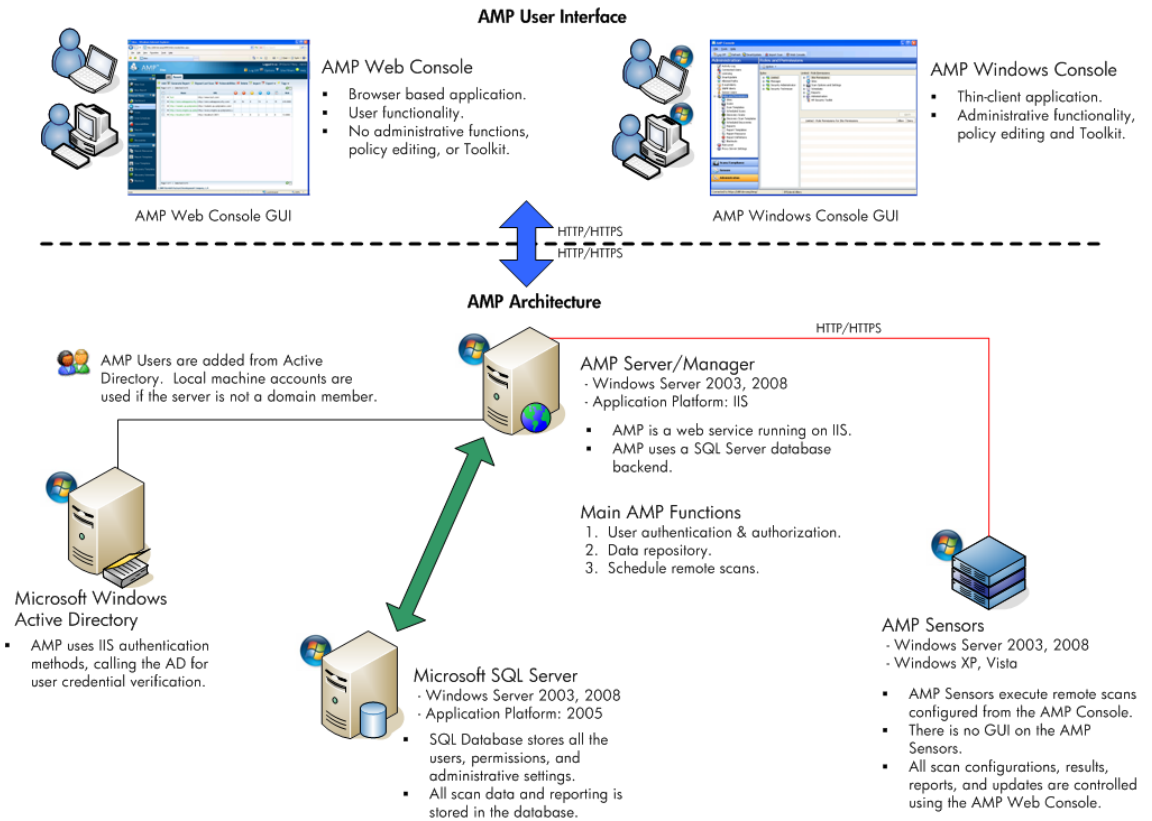 AMP User Interface
AMP Web Console
▪ Browser based application.
▪ User functionality.
▪ No administrative functions,
policy editing, or Toolkit.
AMP Web Console GUI
AMP Windows Console
▪ Thin-client application.
▪ Administrative functionality,
policy editing and Toolkit.
AMP Windows Console GUI
HTTP/HTTPS
HTTP/HTTPS
AMP Architecture
HTTP/HTTPS
AMP Users are added from Active
Directory. Local machine accounts are
used if the server is not a domain member.
AMP Server/Manager
- Windows Server 2003, 2008
- Application Platform: IIS
▪ AMP is a web service running on IIS.
▪ AMP uses a SQL Server database
backend.
Main AMP Functions
1. User authentication & authorization.
2. Data repository.
3. Schedule remote scans.
Microsoft Windows
Active Directory
▪ AMP uses IIS authentication
methods, calling the AD for
user credential verification.
Microsoft SQL Server
- Windows Server 2003, 2008
- Application Platform: 2005
▪ SQL Database stores all the
users, permissions, and
administrative settings.
▪ All scan data and reporting is
stored in the database.
AMP Sensors
- Windows Server 2003, 2008
- Windows XP, Vista
▪ AMP Sensors execute remote scans
configured from the AMP Console.
▪ There is no GUI on the AMP
Sensors.
▪ All scan configurations, results,
reports, and updates are controlled
using the AMP Web Console.